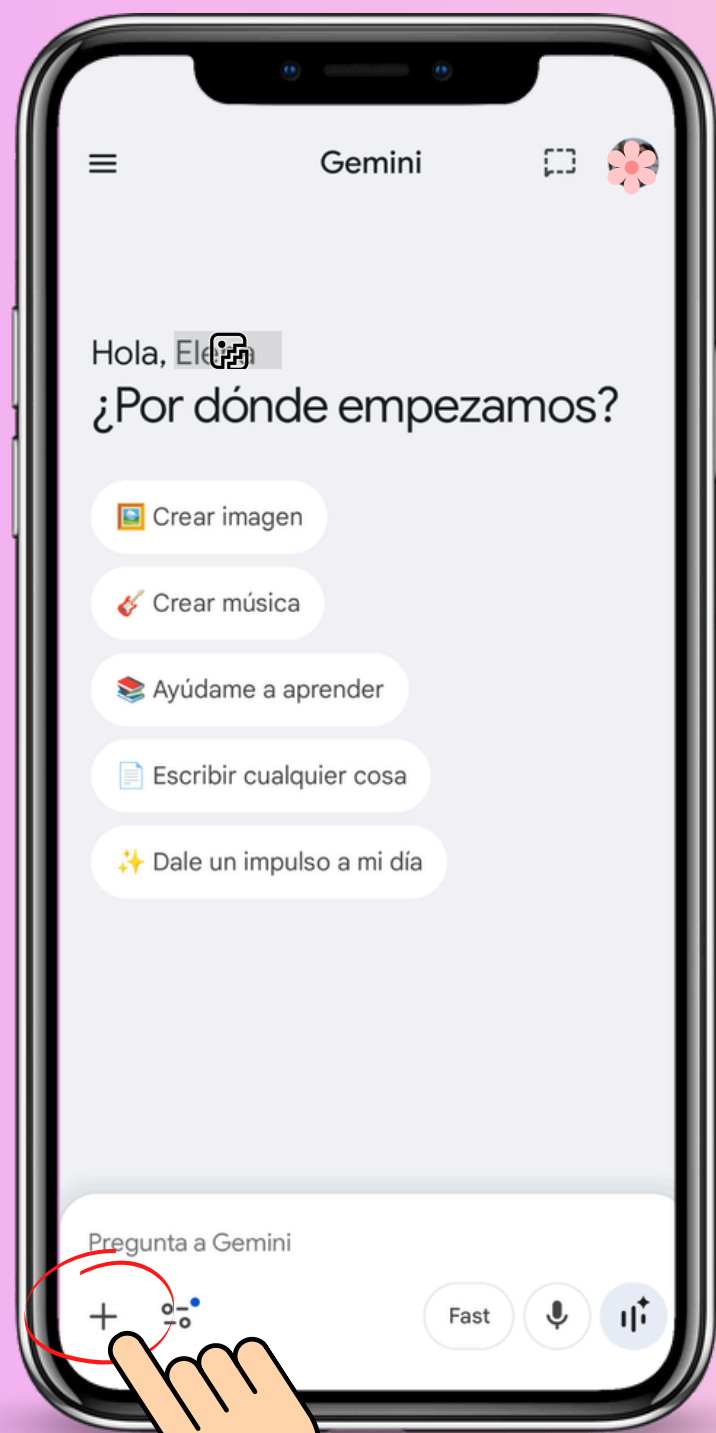 Gemini
Hola,
¿Por dónde empezamos?
Crear imagen
Crear música
Ayúdame a aprender
Escribir cualquier cosa
Dale un impulso a mi día
Pregunta a Gemini
Fast